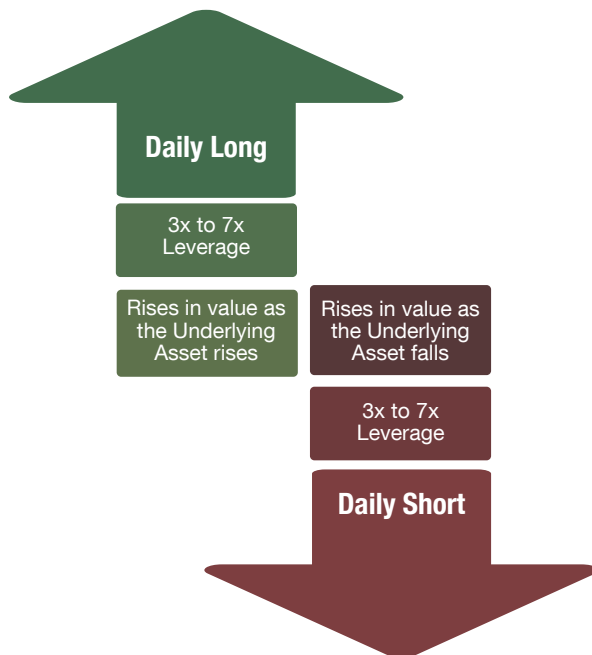 Daily Long
3x to 7x
Leverage
Rises in value as
the Underlying
Asset rises
Rises in value as
the Underlying
Asset falls
3x to 7x
Leverage
Daily Short